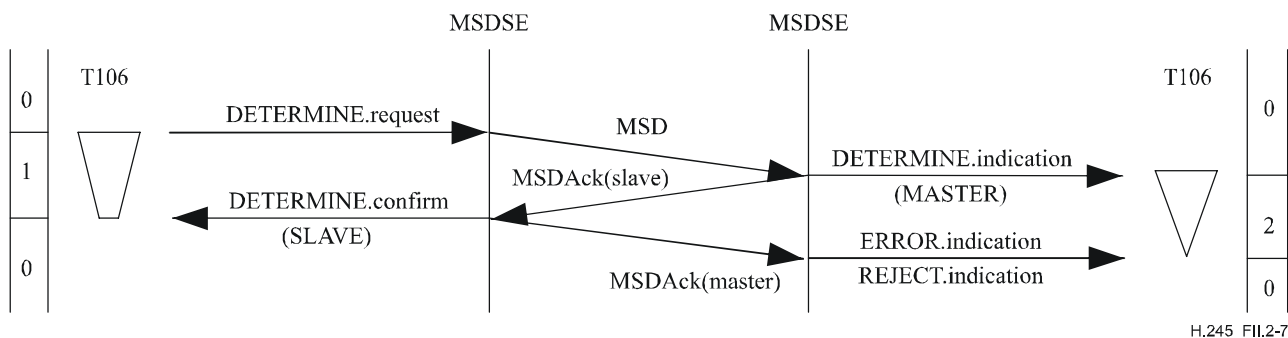 MSDSE
MSDSE
T106
T106
0
0
DETERMINE.request
MSD
1
MSDAck(slave)
DETERMINE.indication
(MASTER)
DETERMINE.confirm
(SLAVE)
2
ERROR.indication
0
MSDAck(master)
REJECT.indication
0
H.245 FII.2-7